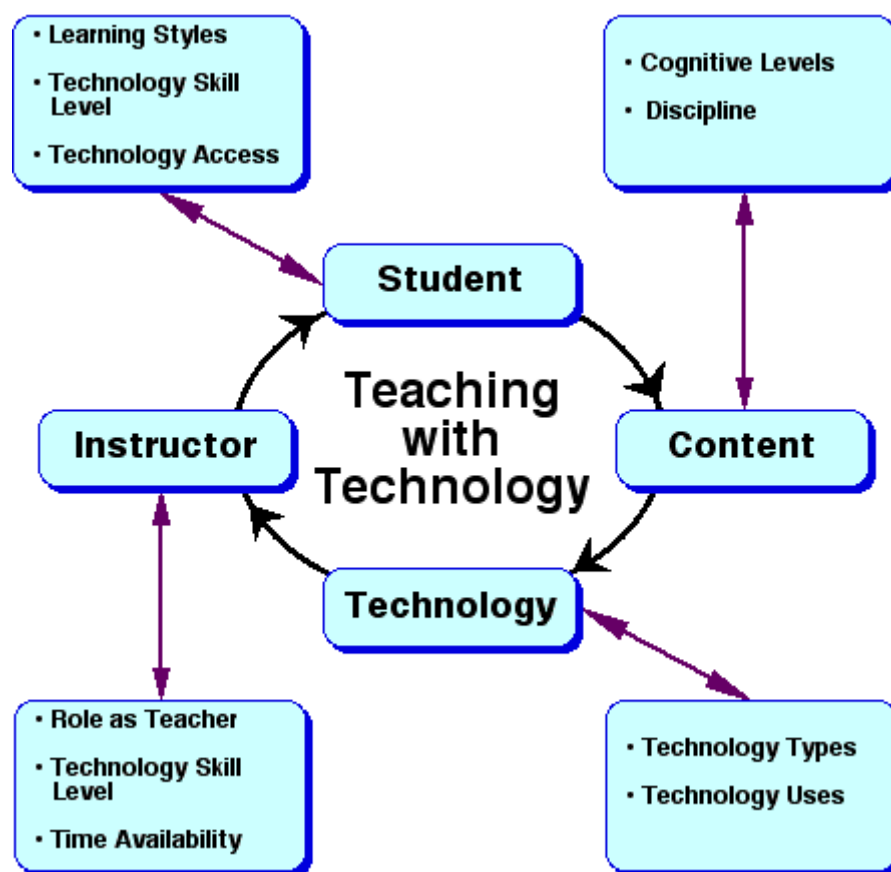 • Learning Styles
• Technology Skill
Level
• Technology Access
• Cognitive Levels
• Discipline
Student
Teaching
with
Technology
Instructor
Content
Technology
• Role as Teacher
• Technology Skill
Level
• Time Availability
• Technology Types
• Technology Uses